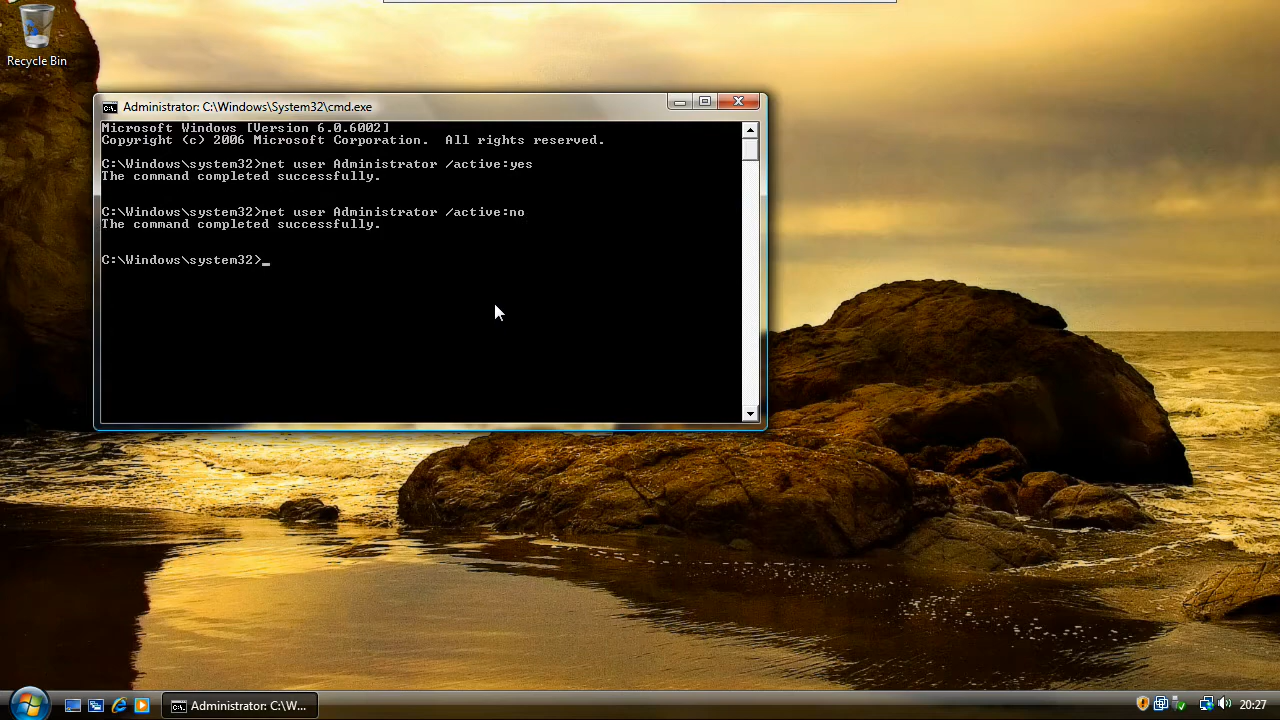 Recycle Bin
Administrator: C:\Windows\System32\cmd.exe
Microsoft Windows [Version 6.0.6002]
Copyright (c) 2006 Microsoft Corporation.  All rights reserved.
C:\Windows\system32>net user Administrator /active:yes
The command completed successfully.
C:\Windows\system32>net user Administrator /active:no
The command completed successfully.
C:\Windows\system32>_
Administrator: C:\W...
20:27